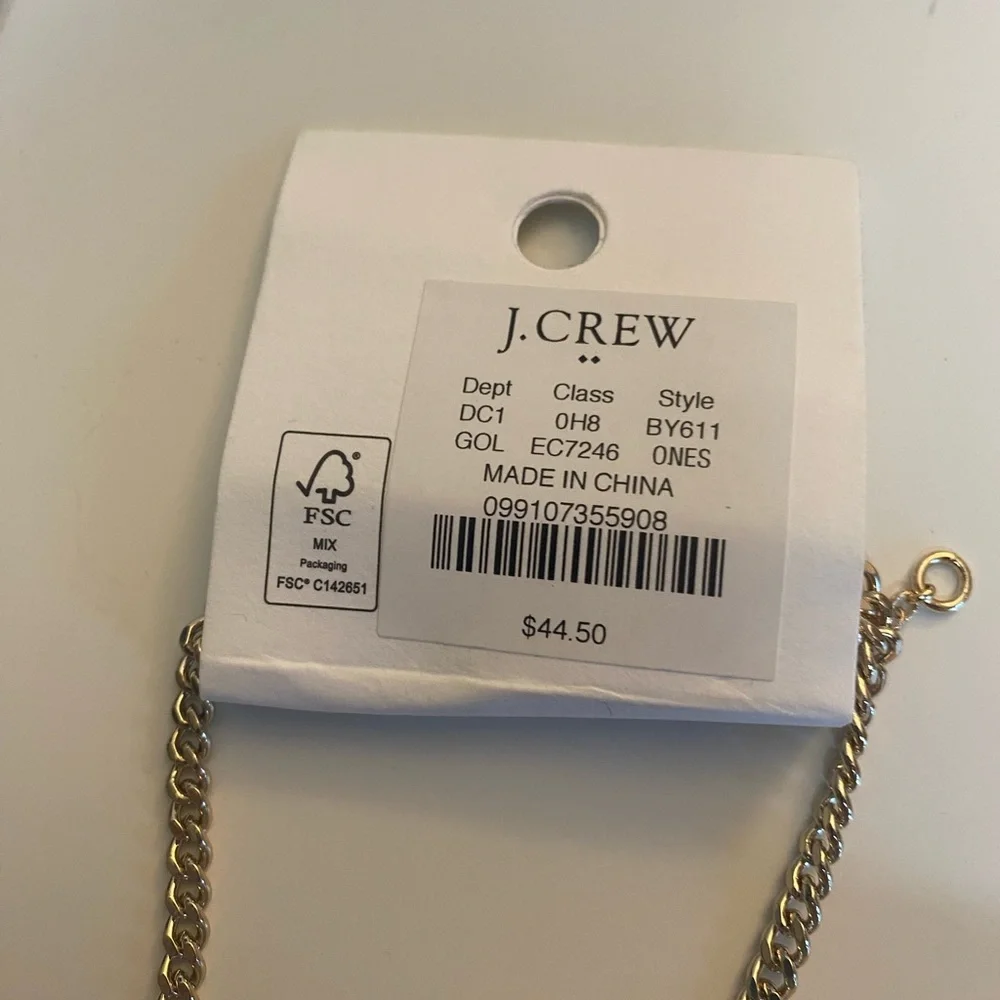 J.CREW
Dept Class Style
DC1 0H8 BY611
GOL EC7246 ONES
MADE IN CHINA
099107355908
$44.50
®
FSC
MIX
Packaging
FSC® C142651